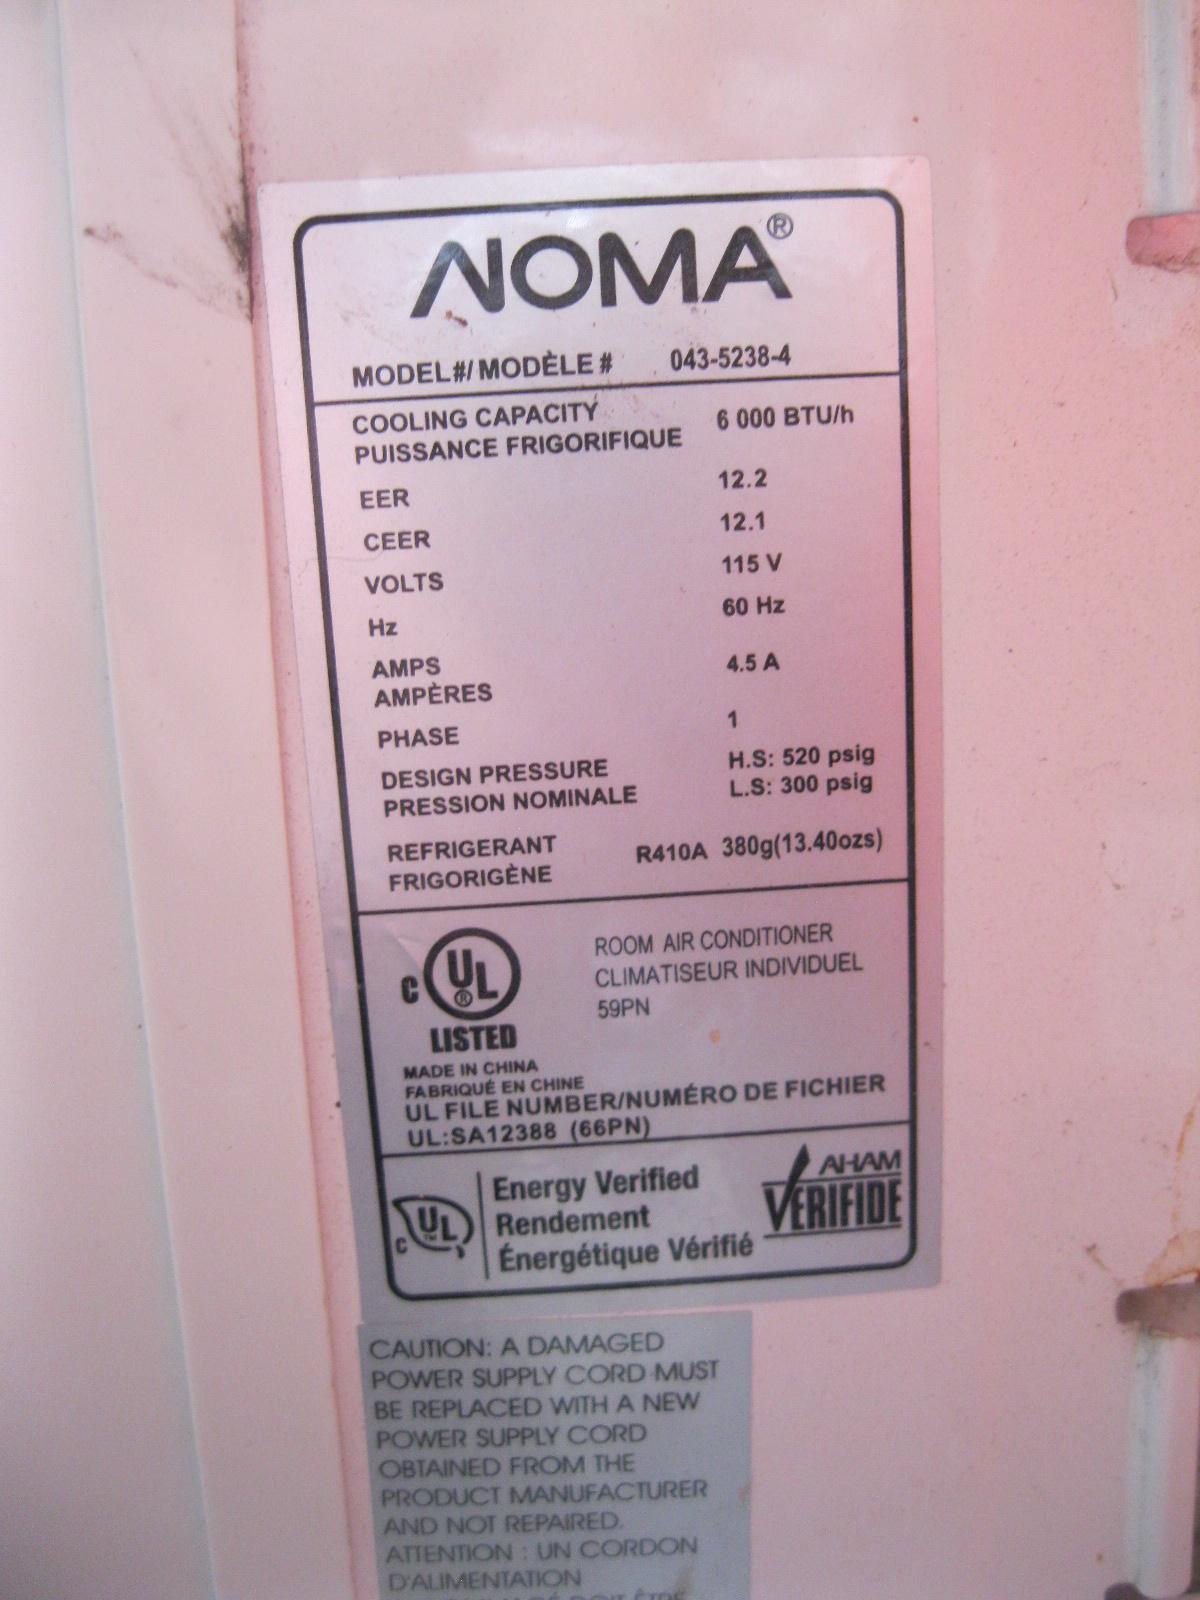 NOMA®
MODEL#/MODÈLE # 043-5238-4
COOLING CAPACITY 6 000 BTU/h
PUISSANCE FRIGORIFIQUE
EER 12.2
CEER 12.1
VOLTS 115 V
Hz 60 Hz
AMPS 4.5 A
AMPÈRES
PHASE 1
DESIGN PRESSURE H.S: 520 psig
PRESSION NOMINALE L.S: 300 psig
REFRIGERANT R410A 380g(13.40ozs)
FRIGORIGÈNE
C UL® LISTED
ROOM AIR CONDITIONER
CLIMATISEUR INDIVIDUEL
59PN
MADE IN CHINA
FABRIQUÉ EN CHINE
UL FILE NUMBER/NUMÉRO DE FICHIER
UL:SA12388 (66PN)
C UL™
Energy Verified
Rendement
Énergétique Vérifié
AHAM
VERIFIDE
CAUTION: A DAMAGED
POWER SUPPLY CORD MUST
BE REPLACED WITH A NEW
POWER SUPPLY CORD
OBTAINED FROM THE
PRODUCT MANUFACTURER
AND NOT REPAIRED.
ATTENTION : UN CORDON
D'ALIMENTATION
DOIT ÊTRE